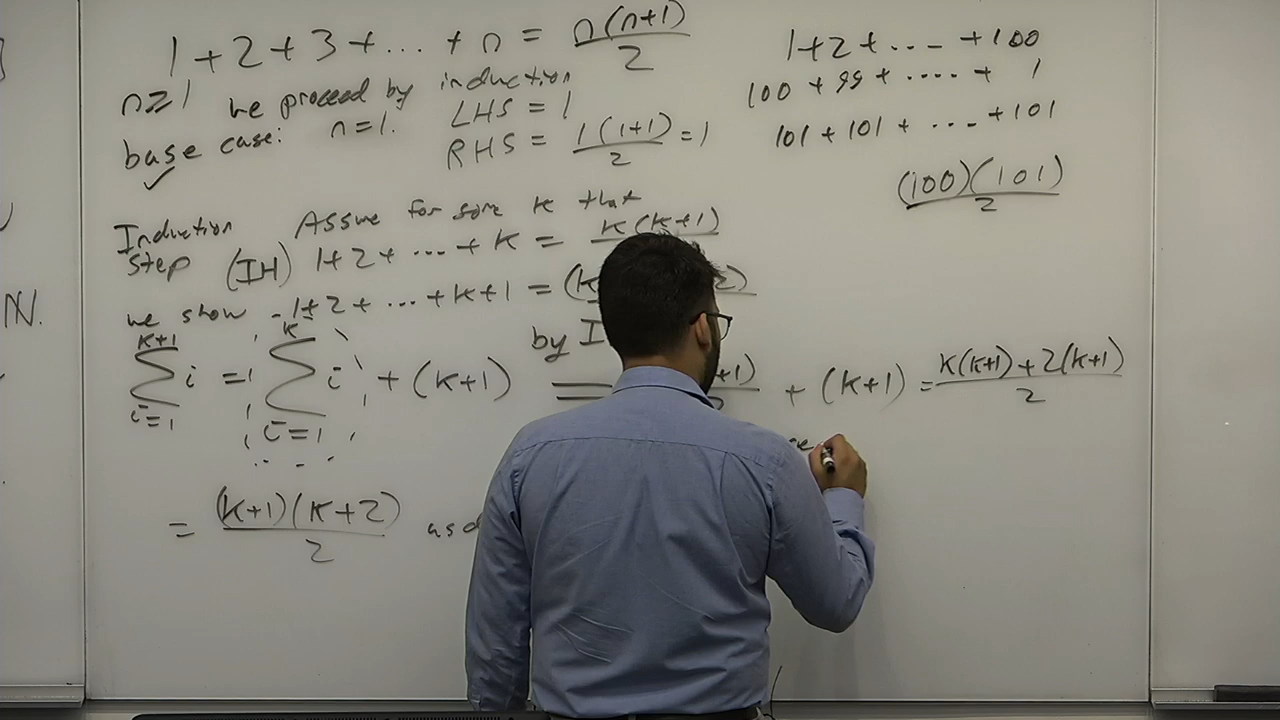 1 + 2 + 3 + ... + n = n(n+1)/2
n≥1 we proceed by induction
base case: n=1. LHS = 1
RHS = 1(1+1)/2 = 1
✓
Induction step (IH) Assume for some K that
1+2+ ... + K = K(K+1)
we show 1+2+ ... +K+1 = (K 2)
by I
K+1 Σ i=1 i = K Σ i=1 i + (K+1) = +1) + (K+1) = K(K+1)+2(K+1)/2
= (K+1)(K+2)/2 as d
1+2+ .... +100
100 + 99 + .... + 1
101 + 101 + ... +101
(100)(101)/2
IN.